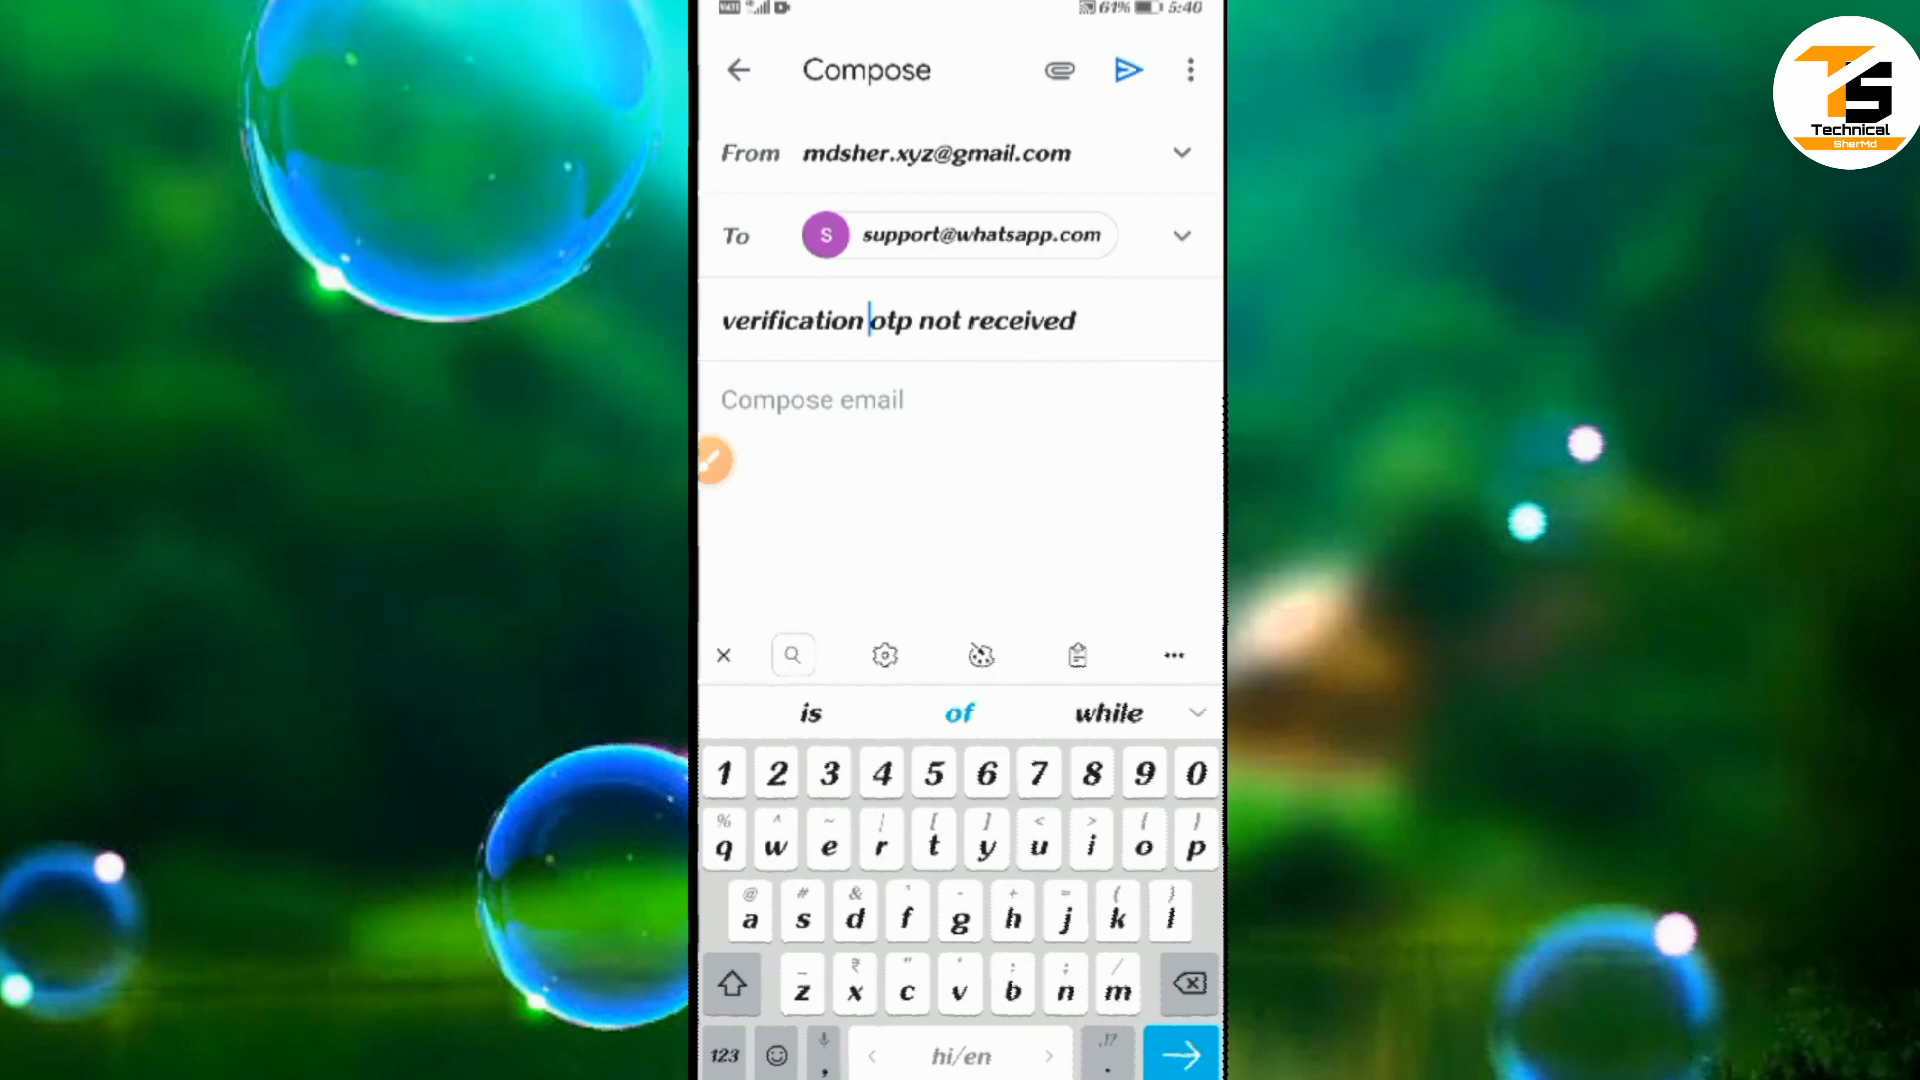 61% 5:40
Compose
From mdsher.xyz@gmail.com
To S support@whatsapp.com
verification otp not received
Compose email
is of while
1 2 3 4 5 6 7 8 9 0
% ^ ~ | [ ] < > { }
q w e r t y u i o p
@ # & * - + = ( )
a s d f g h j k l
_ ₹ " ' : ; /
z x c v b n m
123 , hi/en ,!? .
TS
Technical
SherMd